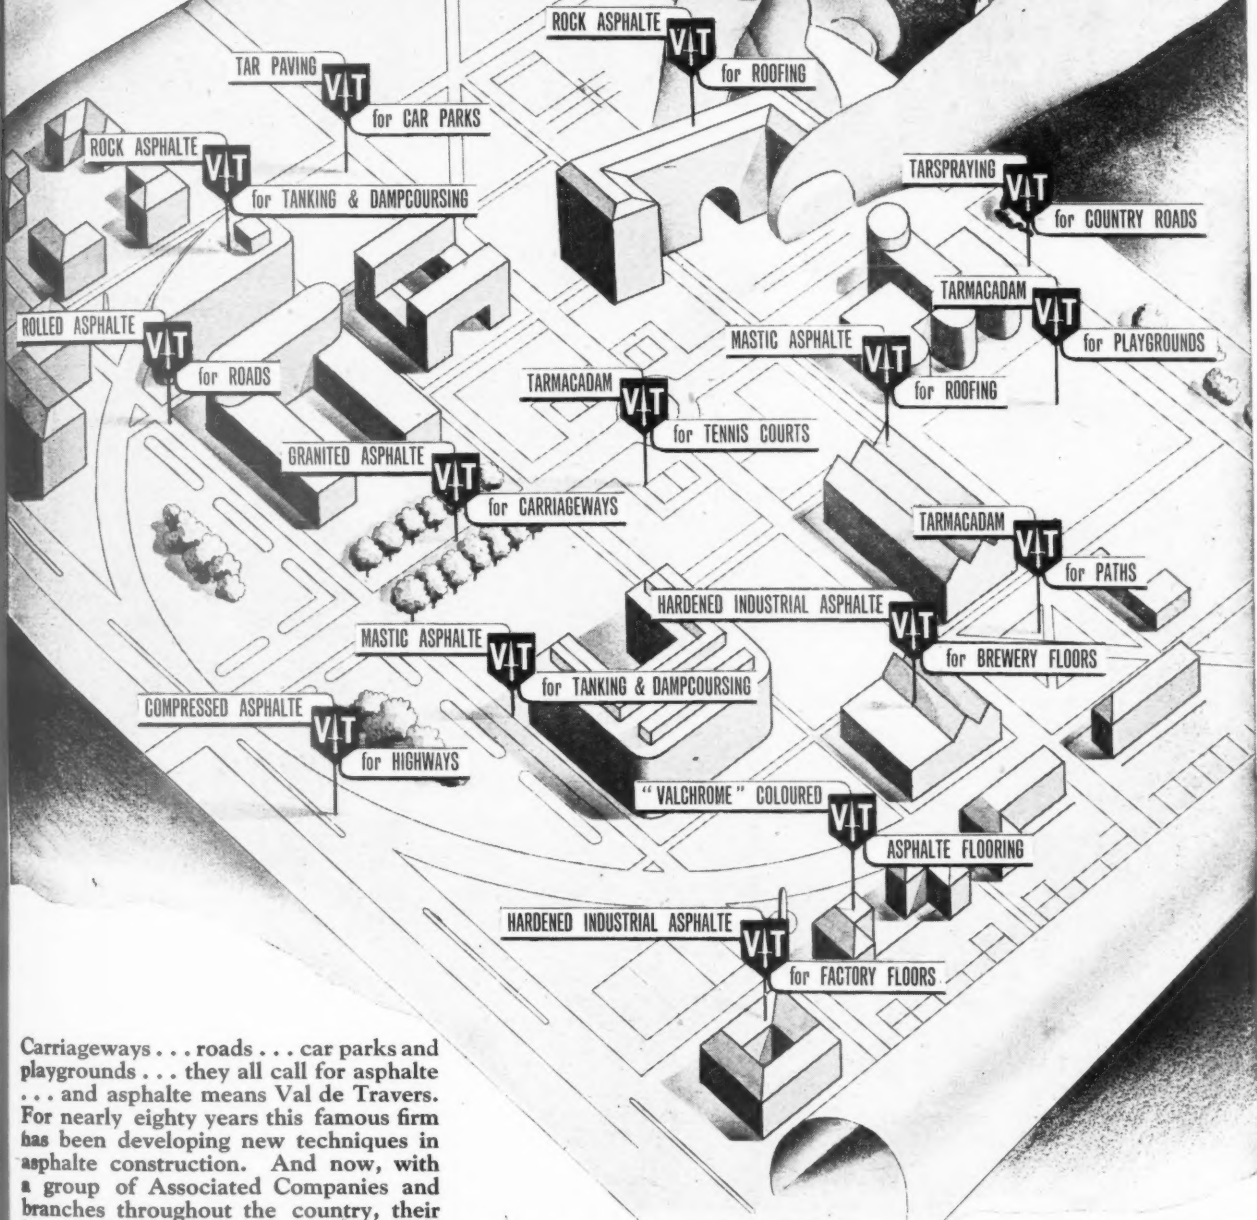 ROCK ASPHALTE
VT
for ROOFING
TAR PAVING
VT
for CAR PARKS
ROCK ASPHALTE
VT
for TANKING & DAMPCOURSING
TARSPRAYING
VT
for COUNTRY ROADS
TARMACADAM
VT
for PLAYGROUNDS
ROLLED ASPHALTE
VT
for ROADS
MASTIC ASPHALTE
VT
for ROOFING
TARMACADAM
VT
for TENNIS COURTS
GRANITED ASPHALTE
VT
for CARRIAGEWAYS
TARMACADAM
VT
for PATHS
HARDENED INDUSTRIAL ASPHALTE
VT
for BREWERY FLOORS
MASTIC ASPHALTE
VT
for TANKING & DAMPCOURSING
COMPRESSED ASPHALTE
VT
for HIGHWAYS
"VALCHROME" COLOURED
VT
ASPHALTE FLOORING
HARDENED INDUSTRIAL ASPHALTE
VT
for FACTORY FLOORS
Carriageways . . . roads . . . car parks and
playgrounds . . . they all call for asphalte
. . . and asphalte means Val de Travers.
For nearly eighty years this famous firm
has been developing new techniques in
asphalte construction. And now, with
a group of Associated Companies and
branches throughout the country, their